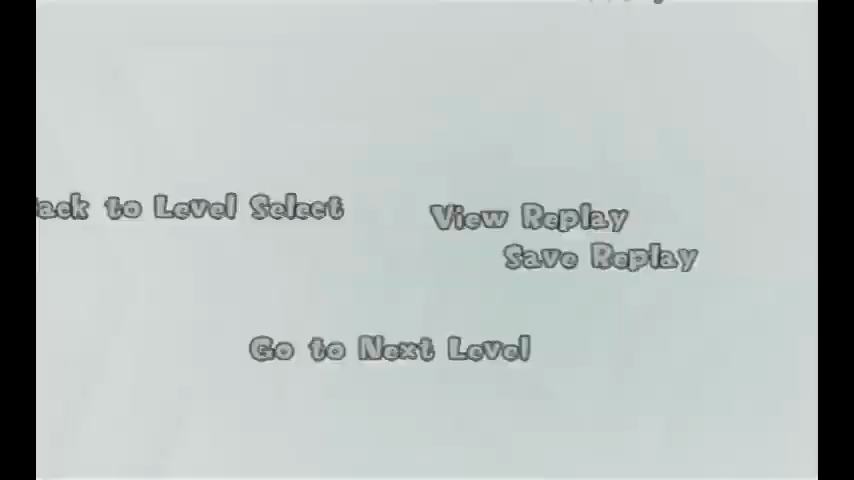 ack to Level Select
View Replay
Save Replay
Go to Next Level